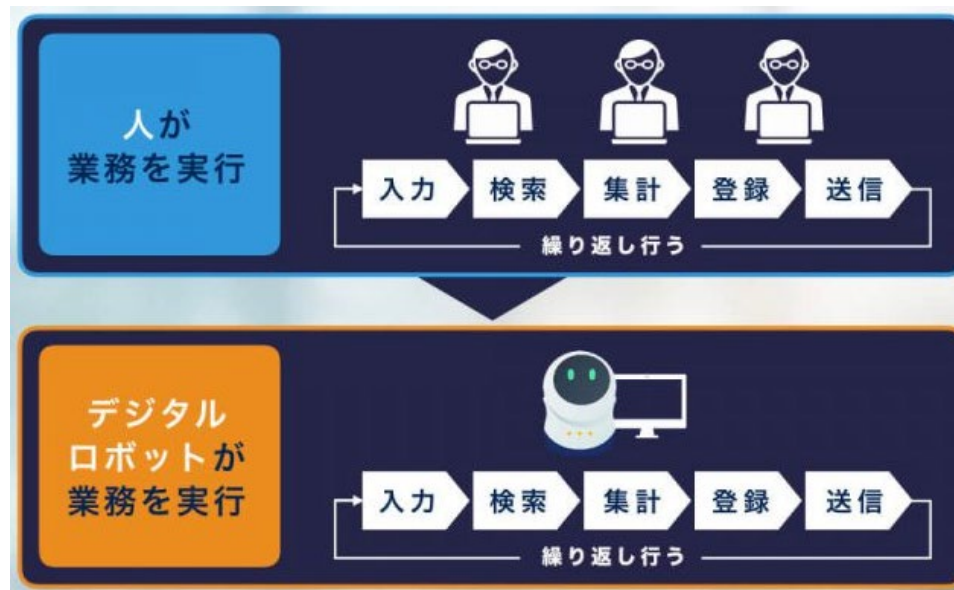 人が
業務を実行
入力 検索 集計 登録 送信
繰り返し行う
デジタル
ロボットが
業務を実行
入力 検索 集計 登録 送信
繰り返し行う